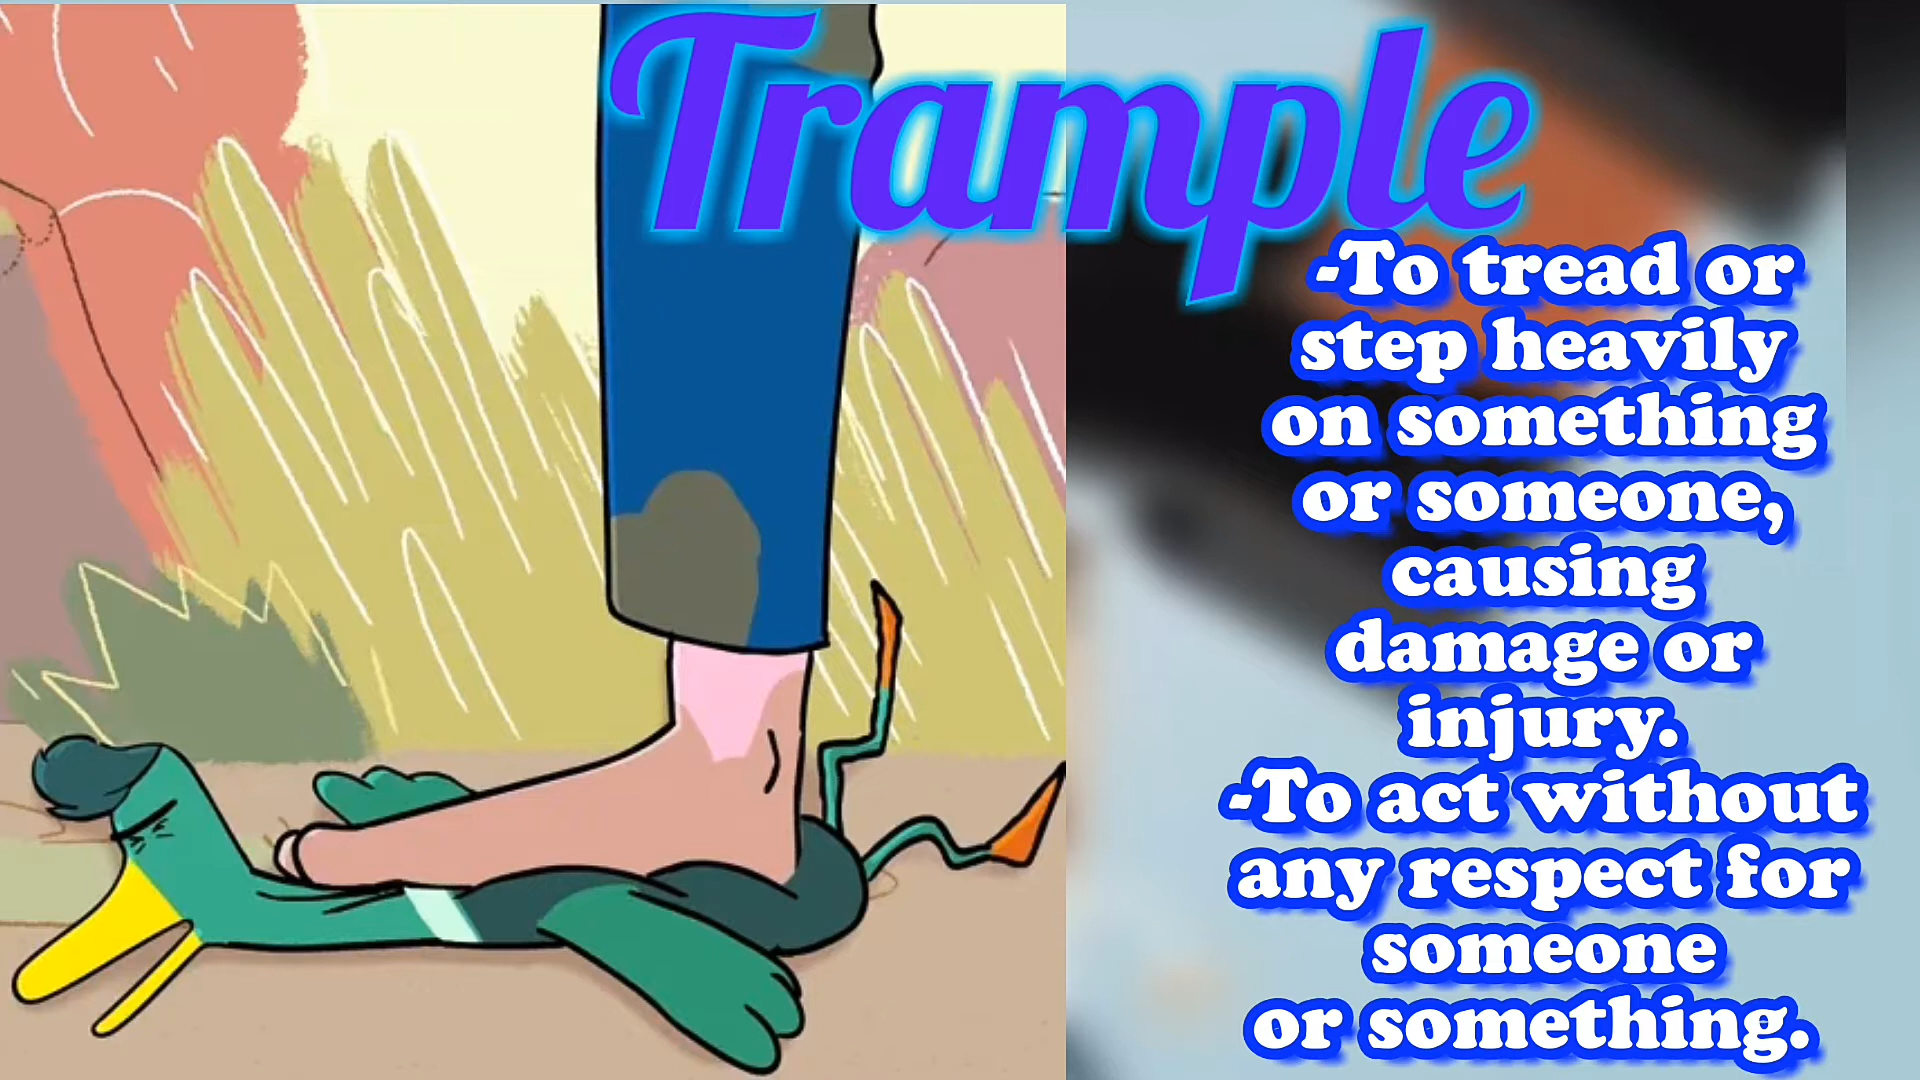 Trample
-To tread or
step heavily
on something
or someone,
causing
damage or
injury.
-To act without
any respect for
someone
or something.